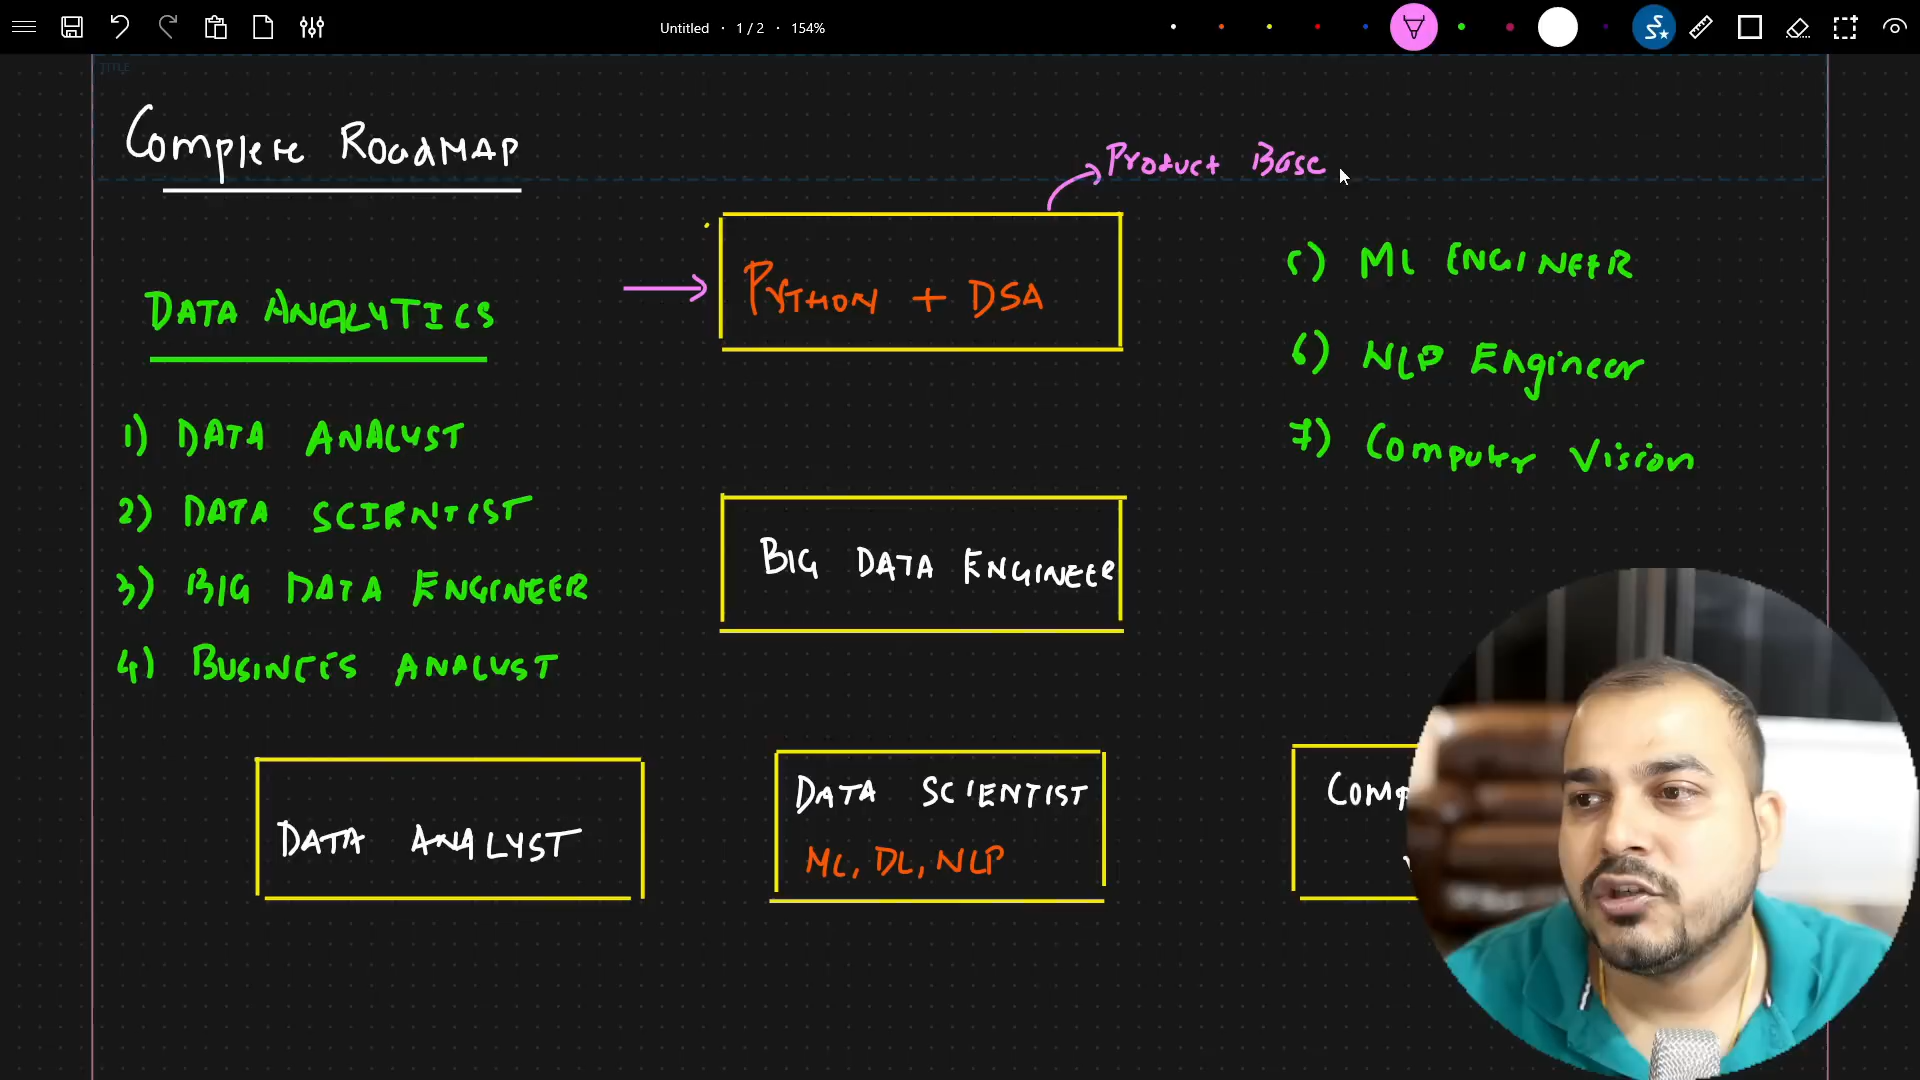 Untitled · 1 / 2 · 154%
TITLE
Complete RoadMAP
Product Base
DATA ANALYTICS
PYTHON + DSA
1) DATA ANALYST
2) DATA SCIENTIST
3) BIG DATA ENGINEER
4) BUSINESS ANALYST
5) ML ENGINEER
6) NLP Engineer
7) Computer Vision
BIG DATA ENGINEER
DATA ANALYST
DATA SCIENTIST
ML, DL, NLP
COMP